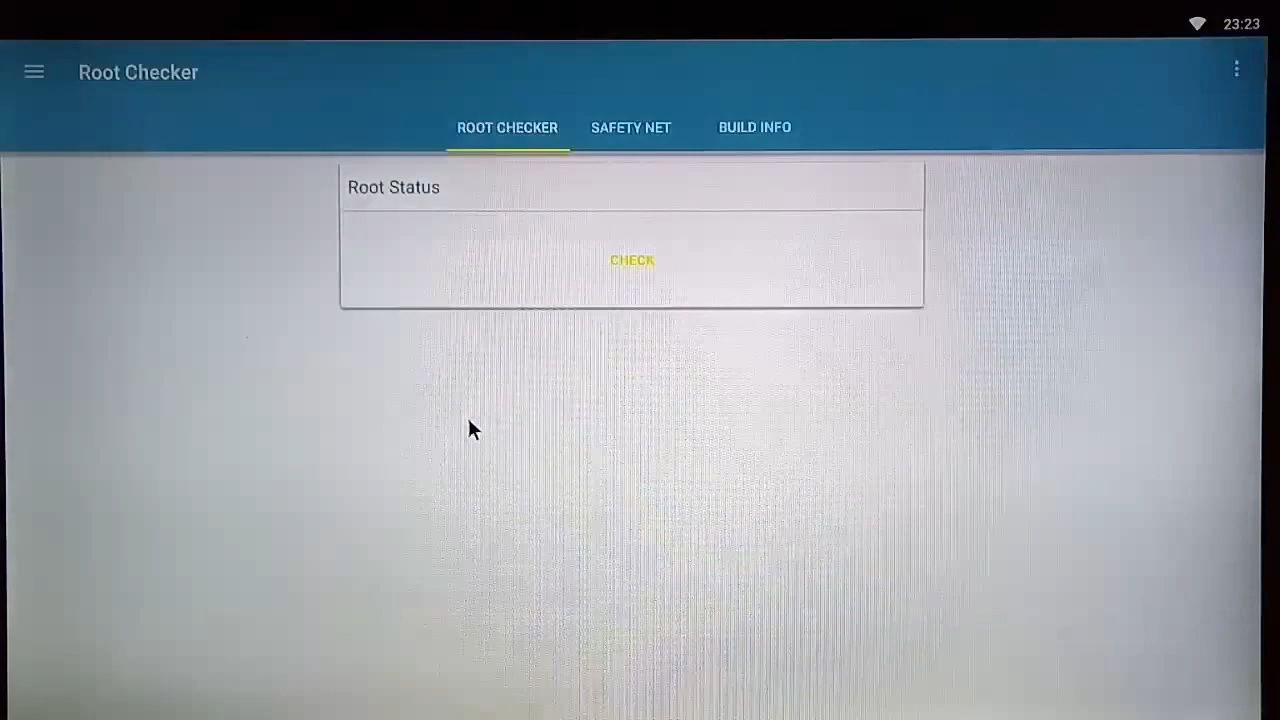 23:23
Root Checker
ROOT CHECKER SAFETY NET BUILD INFO
Root Status
CHECK